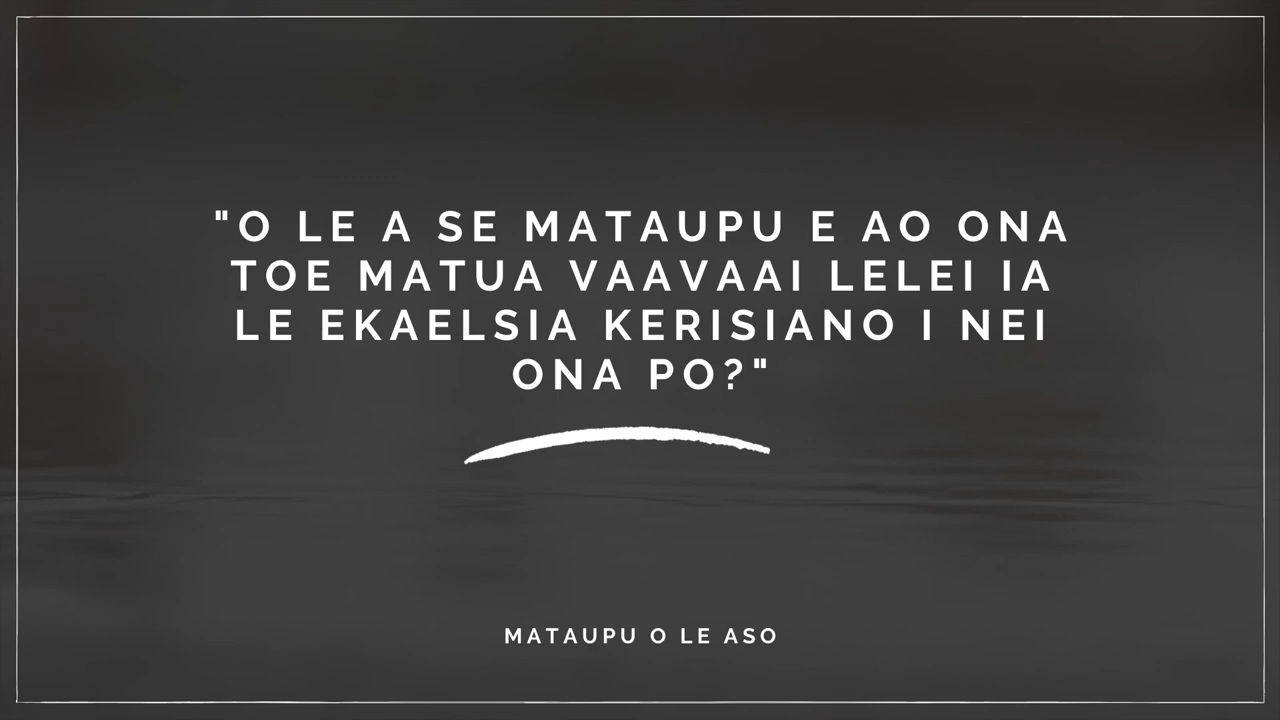 "O LE A SE MATAUPU E AO ONA
TOE MATUA VAAVAAI LELEI IA
LE EKAELSIA KERISIANO I NEI
ONA PO?"
MATAUPU O LE ASO